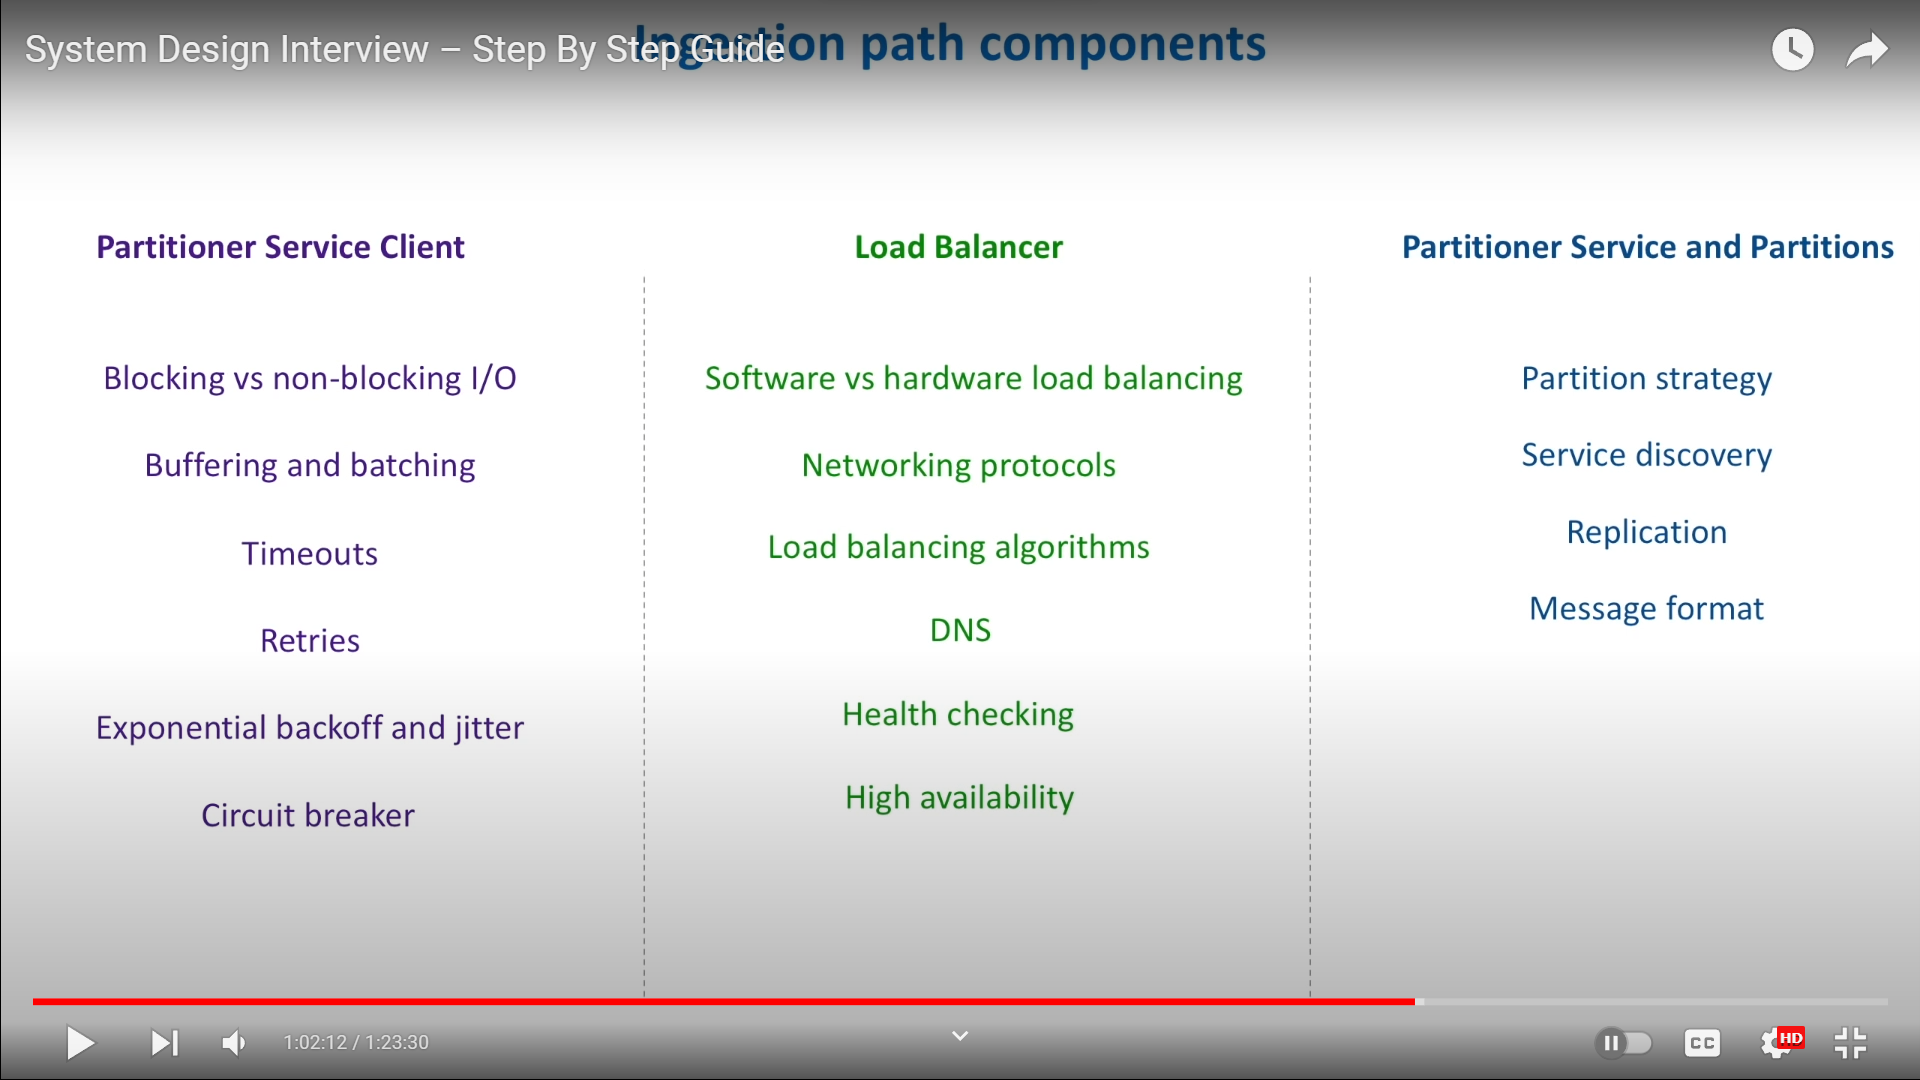 Ingestion path components
System Design Interview – Step By Step Guide
Partitioner Service Client
Blocking vs non-blocking I/O
Buffering and batching
Timeouts
Retries
Exponential backoff and jitter
Circuit breaker
Load Balancer
Software vs hardware load balancing
Networking protocols
Load balancing algorithms
DNS
Health checking
High availability
Partitioner Service and Partitions
Partition strategy
Service discovery
Replication
Message format
1:02:12 / 1:23:30
CC
HD